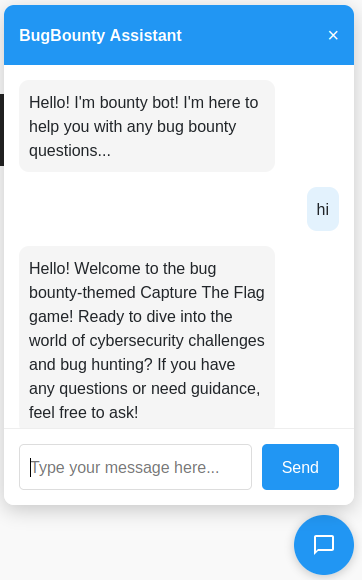 BugBounty Assistant ×
Hello! I'm bounty bot! I'm here to
help you with any bug bounty
questions...
hi
Hello! Welcome to the bug
bounty-themed Capture The Flag
game! Ready to dive into the
world of cybersecurity challenges
and bug hunting? If you have
any questions or need guidance,
feel free to ask!
Type your message here...
Send